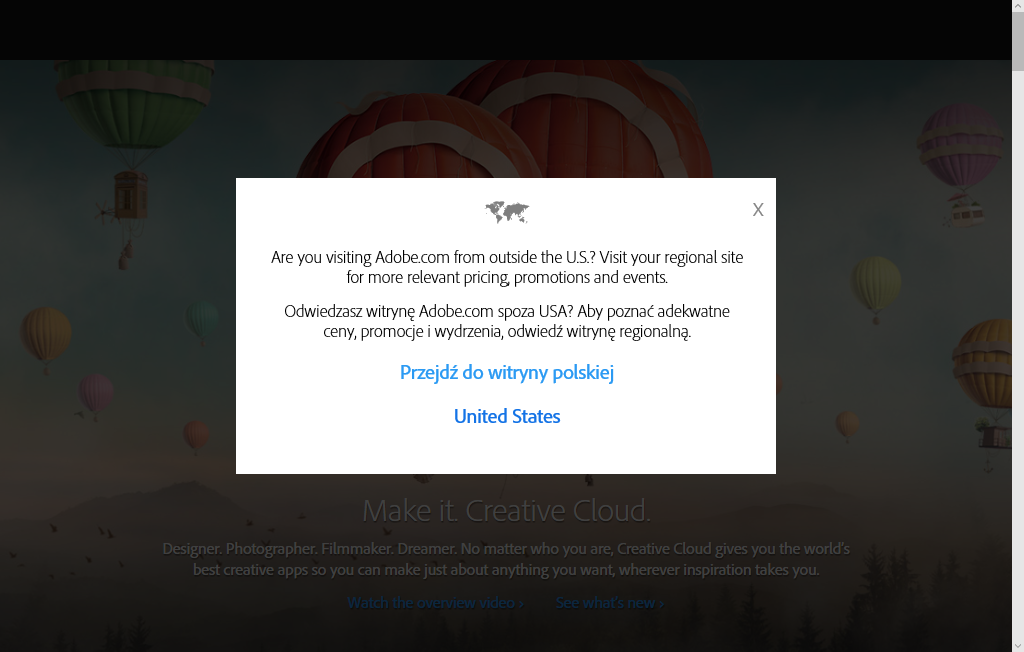 X
Are you visiting Adobe.com from outside the U.S.? Visit your regional site
for more relevant pricing, promotions and events.
Odwiedzasz witrynę Adobe.com spoza USA? Aby poznać adekwatne
ceny, promocje i wydrzenia, odwiedź witrynę regionalną.
Przejdź do witryny polskiej
United States
Make it. Creative Cloud.
Designer. Photographer. Filmmaker. Dreamer. No matter who you are, Creative Cloud gives you the world's
best creative apps so you can make just about anything you want, wherever inspiration takes you.
Watch the overview video › See what's new ›